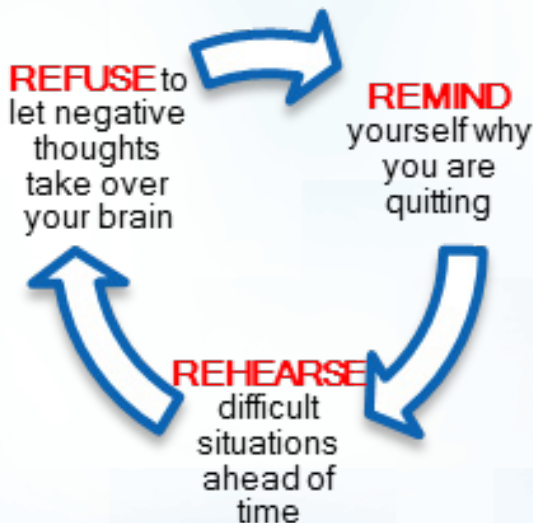 REFUSE to
let negative
thoughts
take over
your brain
REMIND
yourself why
you are
quitting
REHEARSE
difficult
situations
ahead of
time